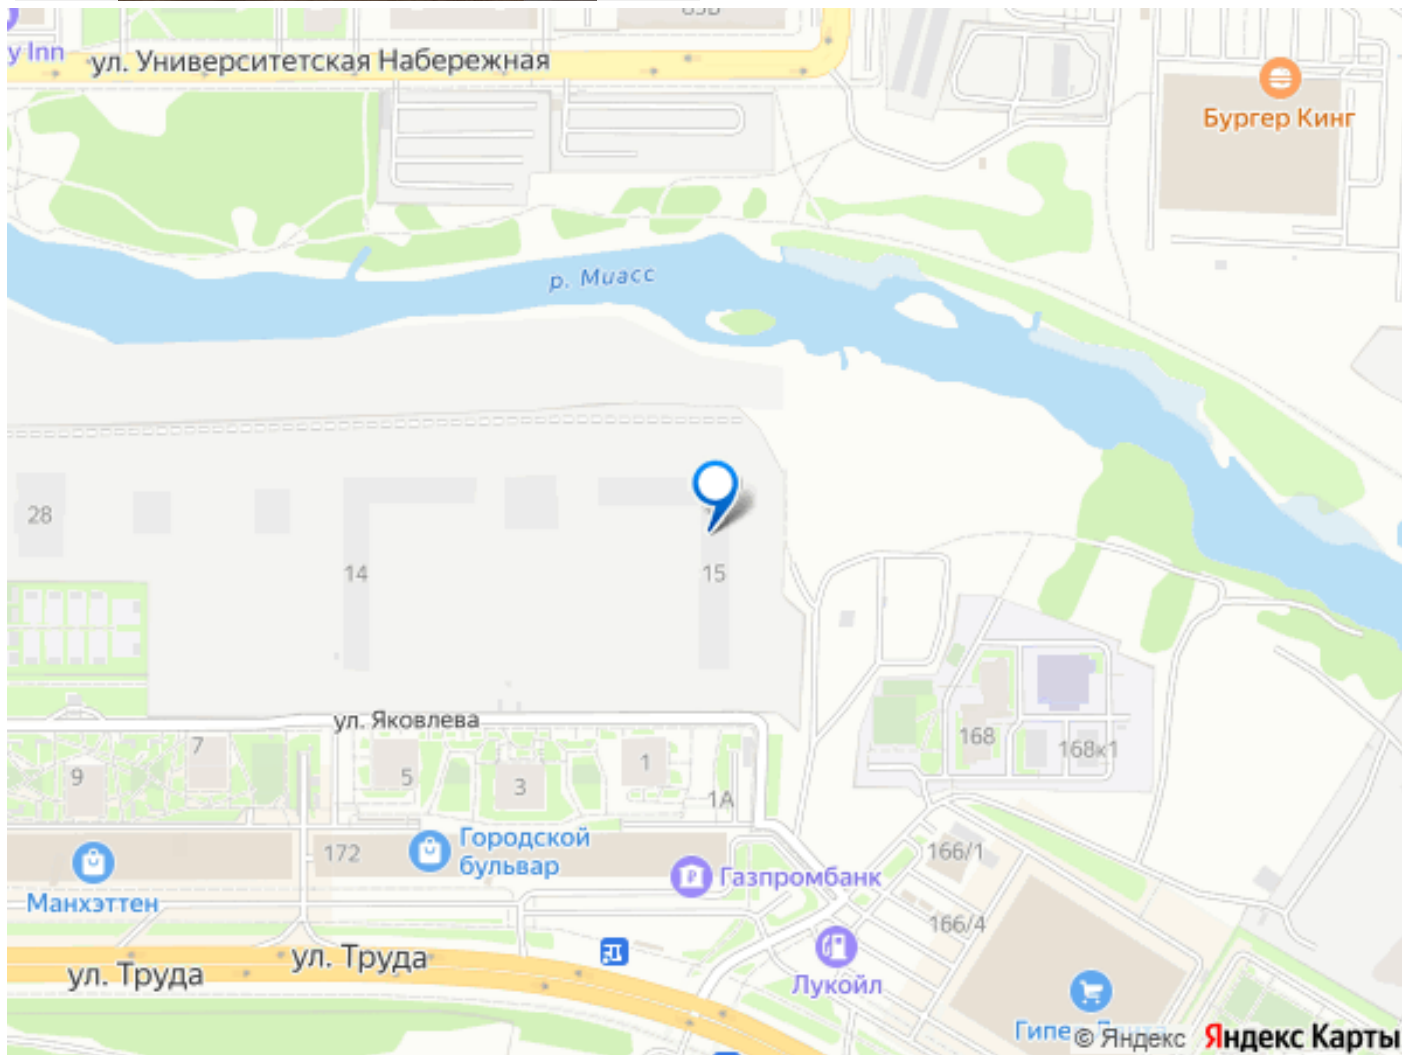 85В
y Inn
ул. Университетская Набережная
Бургер Кинг
р. Миасс
28
14
15
ул. Яковлева
7
9
5
3
1
1А
168
168к1
172
Городской
бульвар
Манхэттен
Газпромбанк
166/1
166/4
Лукойл
ул. Труда
ул. Труда
© Яндекс Яндекс Карты